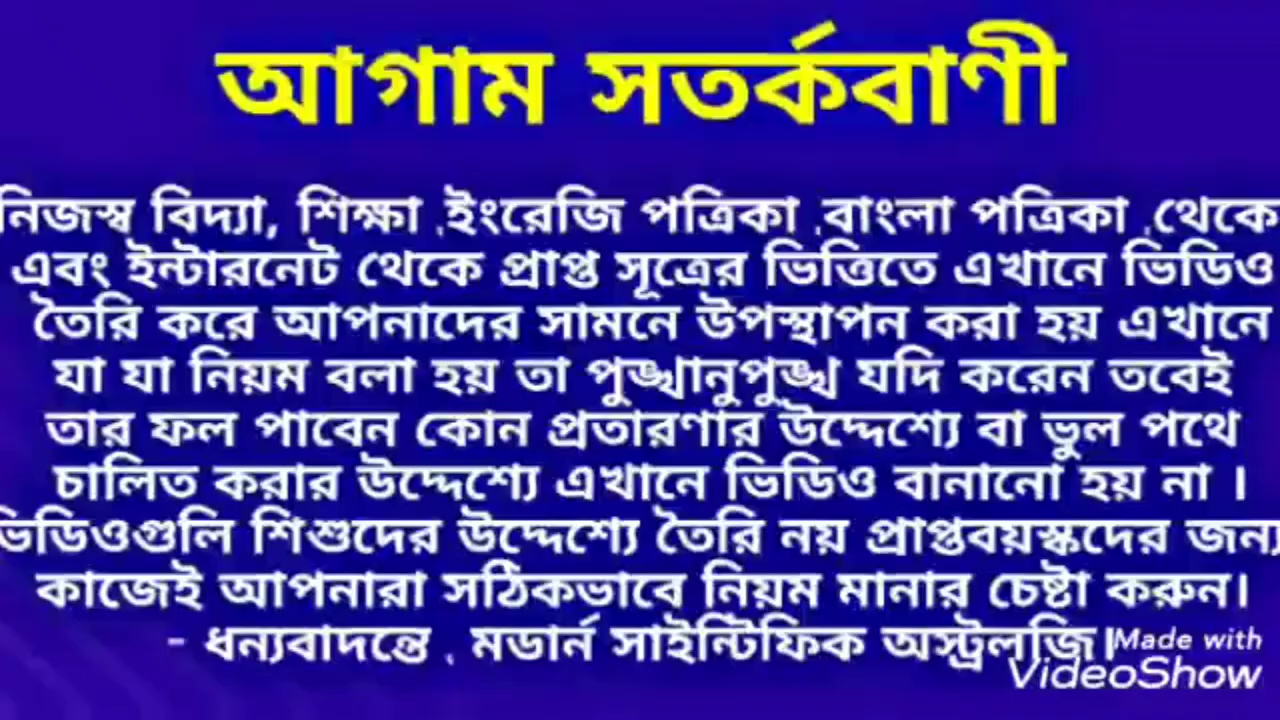 আগাম সতর্কবাণী
নিজস্ব বিদ্যা, শিক্ষা ,ইংরেজি পত্রিকা ,বাংলা পত্রিকা ,থেকে
এবং ইন্টারনেট থেকে প্রাপ্ত সূত্রের ভিত্তিতে এখানে ভিডিও
তৈরি করে আপনাদের সামনে উপস্থাপন করা হয় এখানে
যা যা নিয়ম বলা হয় তা পুঙ্খানুপুঙ্খ যদি করেন তবেই
তার ফল পাবেন কোন প্রতারণার উদ্দেশ্যে বা ভুল পথে
চালিত করার উদ্দেশ্যে এখানে ভিডিও বানানো হয় না ।
ভিডিওগুলি শিশুদের উদ্দেশ্যে তৈরি নয় প্রাপ্তবয়স্কদের জন্য
কাজেই আপনারা সঠিকভাবে নিয়ম মানার চেষ্টা করুন।
- ধন্যবাদন্তে , মডার্ন সাইন্টিফিক অস্ট্রলজি।
Made with
VideoShow